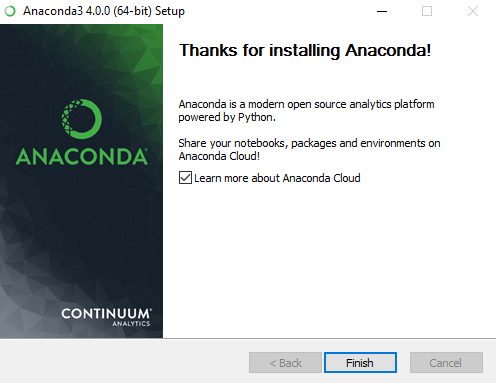 Anaconda3 4.0.0 (64-bit) Setup
Thanks for installing Anaconda!
Anaconda is a modern open source analytics platform
powered by Python.
Share your notebooks, packages and environments on
Anaconda Cloud!
Learn more about Anaconda Cloud
ANACONDA®
CONTINUUM®
ANALYTICS
< Back
Finish
Cancel